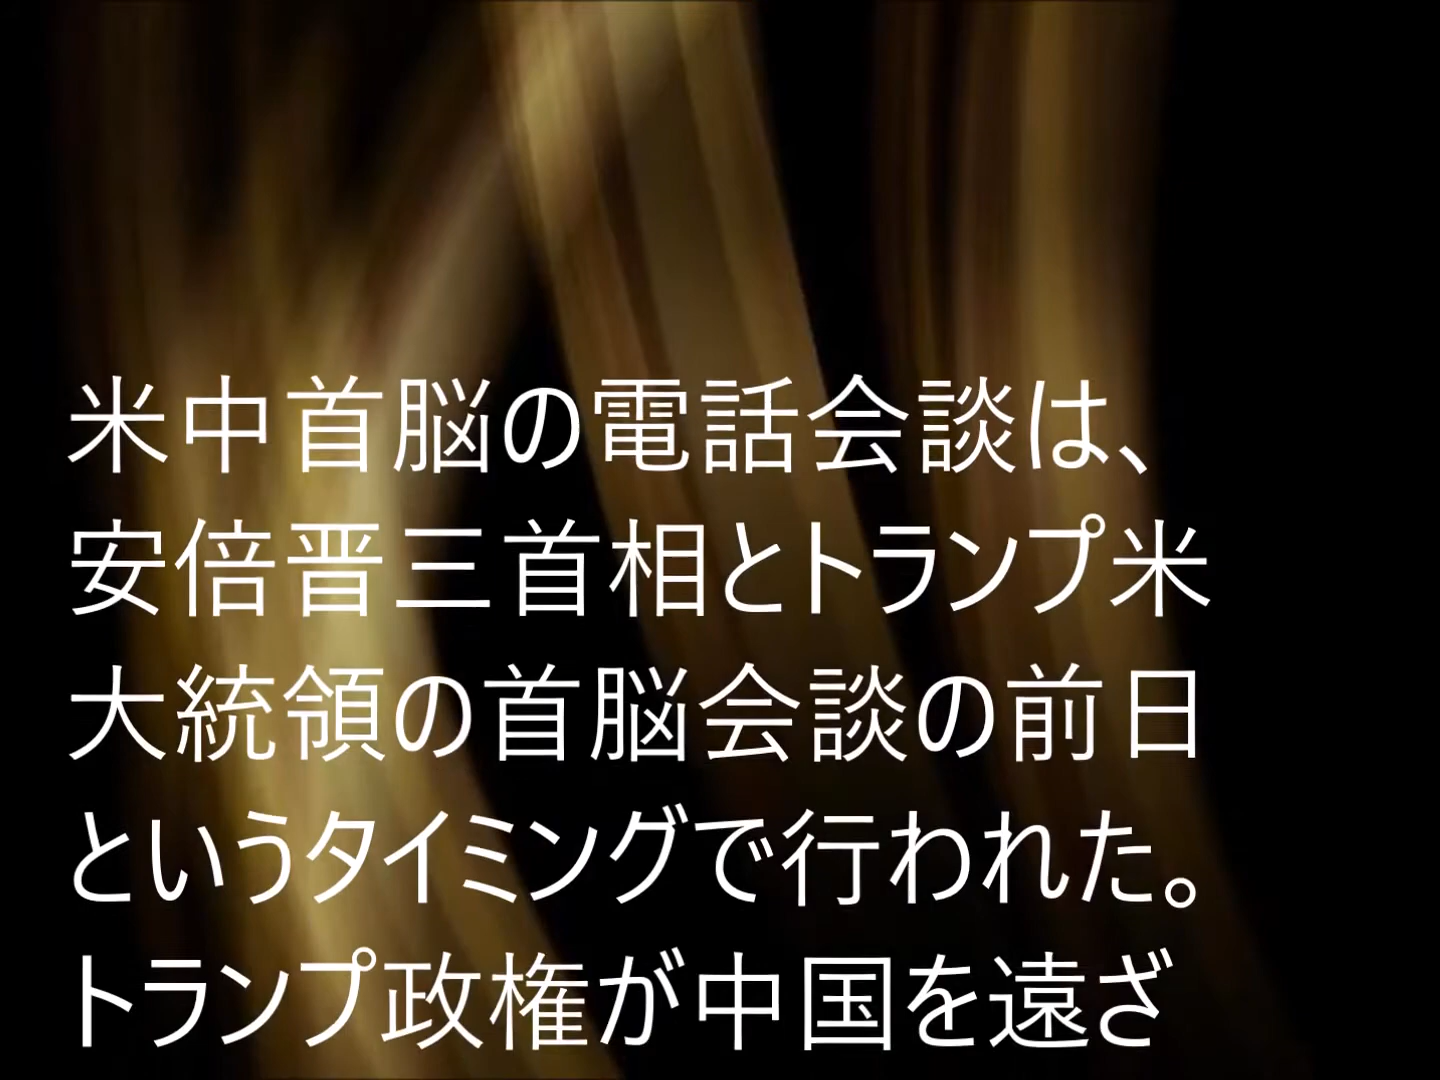 米中首脳の電話会談は、
安倍晋三首相とトランプ米
大統領の首脳会談の前日
というタイミングで行われた。
トランプ政権が中国を遠ざ